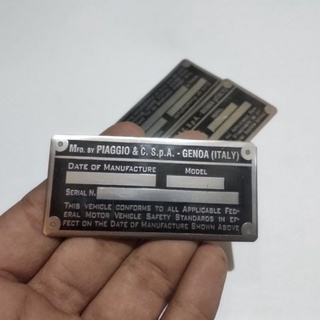 MFG. BY PIAGGIO & C. S.p.A. - GENOA (ITALY)
DATE OF MANUFACTURE MODEL
SERIAL N.
THIS VEHICLE CONFORMS TO ALL APPLICABLE FED-
ERAL MOTOR VEHICLE SAFETY STANDARDS IN EF-
FECT ON THE DATE OF MANUFACTURE SHOWN ABOVE